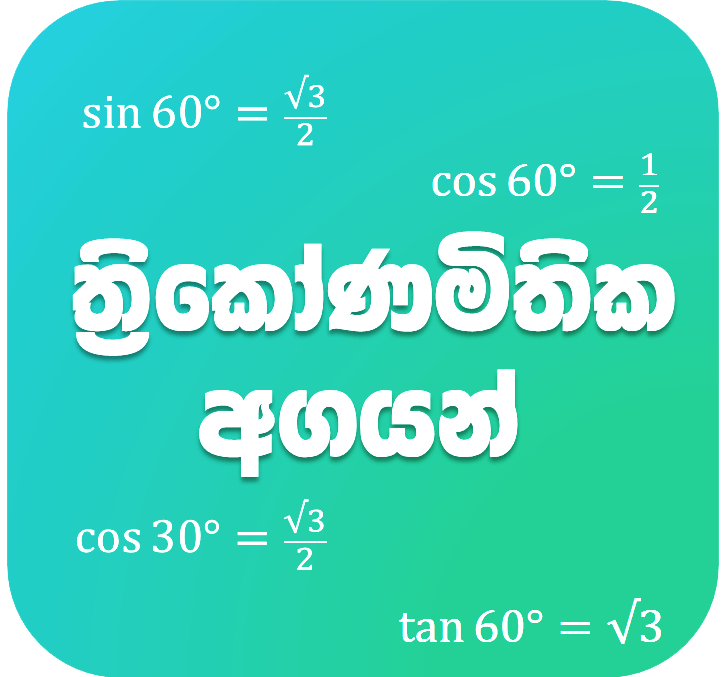 sin 60° = √3/2
cos 60° = 1/2
ත්‍රිකෝණමිතික
අගයන්
cos 30° = √3/2
tan 60° = √3